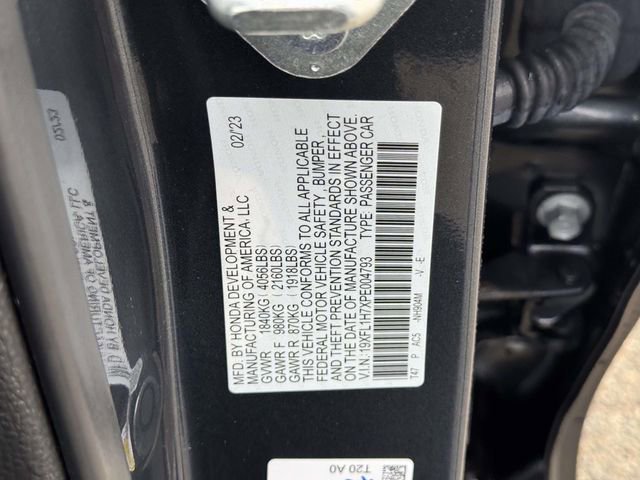 MFD. BY HONDA DEVELOPMENT & 02/23
MANUFACTURING OF AMERICA, LLC
GVWR 1840KG (4056LBS)
GAWR F 980KG (2160LBS)
GAWR R 870KG (1918LBS)
THIS VEHICLE CONFORMS TO ALL APPLICABLE
FEDERAL MOTOR VEHICLE SAFETY , BUMPER,
AND THEFT PREVENTION STANDARDS IN EFFECT
ON THE DATE OF MANUFACTURE SHOWN ABOVE.
V.I.N: 19XFL1H7XPE004793 TYPE: PASSENGER CAR
T47 P AC5 -NH904M -V -E
T20 A0